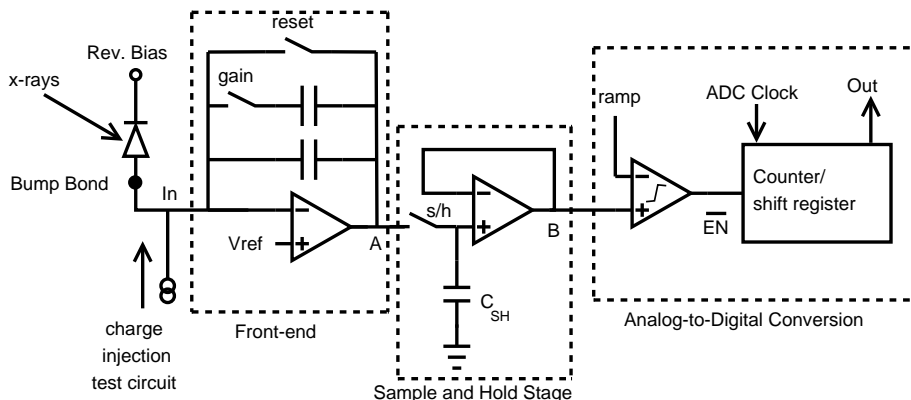 reset
Rev. Bias
x-rays
gain
ramp
ADC Clock
Out
Bump Bond
In
−
+
Vref
A
s/h
−
+
B
−
+
EN
Counter/
shift register
C SH
charge
injection
test circuit
Front-end
Sample and Hold Stage
Analog-to-Digital Conversion